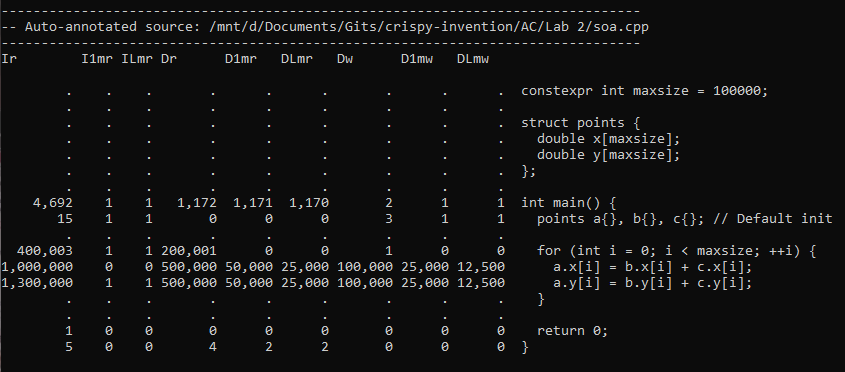 --------------------------------------------------------------------------------
-- Auto-annotated source: /mnt/d/Documents/Gits/crispy-invention/AC/Lab 2/soa.cpp
--------------------------------------------------------------------------------
Ir I1mr ILmr Dr D1mr DLmr Dw D1mw DLmw
. . . . . . . . . constexpr int maxsize = 100000;
. . . . . . . . .
. . . . . . . . . struct points {
. . . . . . . . . double x[maxsize];
. . . . . . . . . double y[maxsize];
. . . . . . . . . };
. . . . . . . . .
4,692 1 1 1,172 1,171 1,170 2 1 1 int main() {
15 1 1 0 0 0 3 1 1 points a{}, b{}, c{}; // Default init
. . . . . . . . .
400,003 1 1 200,001 0 0 1 0 0 for (int i = 0; i < maxsize; ++i) {
1,000,000 0 0 500,000 50,000 25,000 100,000 25,000 12,500 a.x[i] = b.x[i] + c.x[i];
1,300,000 1 1 500,000 50,000 25,000 100,000 25,000 12,500 a.y[i] = b.y[i] + c.y[i];
. . . . . . . . . }
. . . . . . . . .
1 0 0 0 0 0 0 0 0 return 0;
5 0 0 4 2 2 0 0 0 }